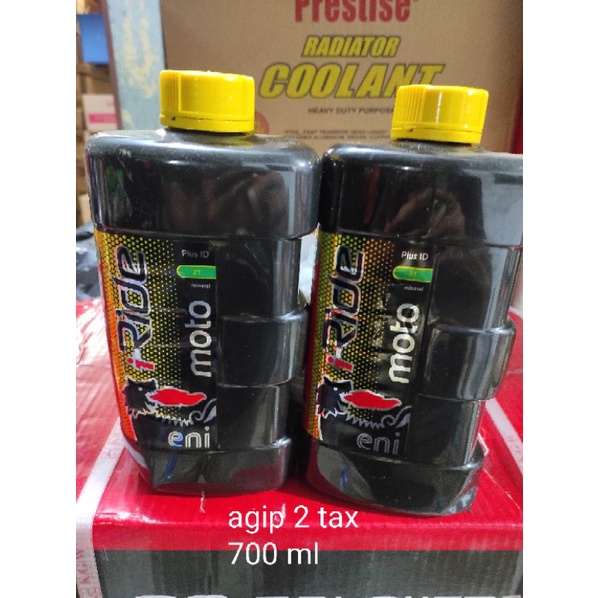 Prestise®
RADIATOR
COOLANT
HEAVY DUTY PURPOSE
i-Ride
moto
Plus ID
2T
mineral
eni
i-Ride
moto
Plus ID
2T
mineral
eni
agip 2 tax
700 ml